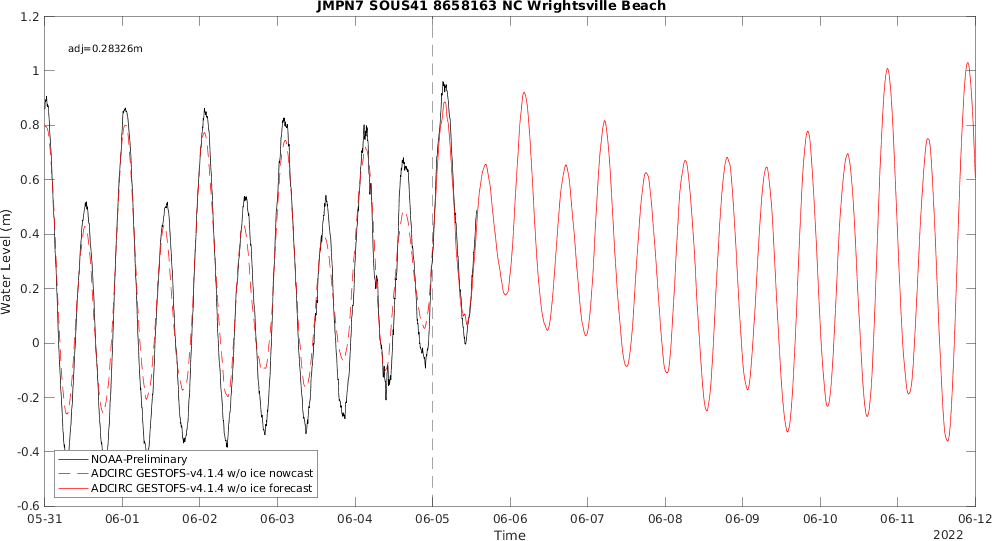 JMPN7 SOUS41 8658163 NC Wrightsville Beach
adj=0.28326m
1.2
1
0.8
0.6
0.4
0.2
0
-0.2
-0.4
-0.6
Water Level (m)
NOAA-Preliminary
ADCIRC GESTOFS-v4.1.4 w/o ice nowcast
ADCIRC GESTOFS-v4.1.4 w/o ice forecast
05-31 06-01 06-02 06-03 06-04 06-05 06-06 06-07 06-08 06-09 06-10 06-11 06-12
Time
2022